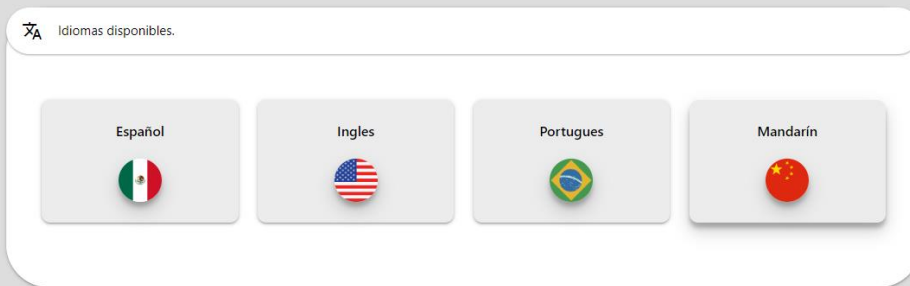 Idiomas disponibles.
Español
Ingles
Portugues
Mandarín